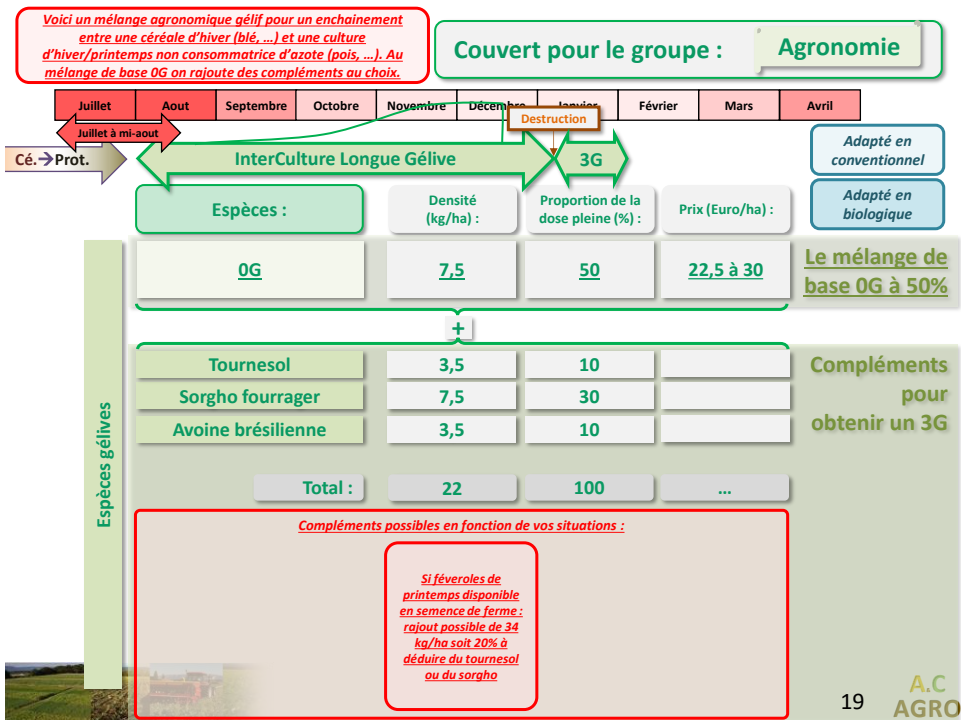 Voici un mélange agronomique gélif pour un enchainement
entre une céréale d'hiver (blé, …) et une culture
d'hiver/printemps non consommatrice d'azote (pois, …). Au
mélange de base 0G on rajoute des compléments au choix.
Couvert pour le groupe : Agronomie
Juillet Aout Septembre Octobre Novembre Décembre Janvier Février Mars Avril
Destruction
Juillet à mi-aout
Cé.→Prot. InterCulture Longue Gélive 3G
Adapté en
conventionnel
Adapté en
biologique
Espèces : Densité
(kg/ha) : Proportion de la
dose pleine (%) : Prix (Euro/ha) :
0G 7,5 50 22,5 à 30
Le mélange de
base 0G à 50%
+
Tournesol 3,5 10
Sorgho fourrager 7,5 30
Avoine brésilienne 3,5 10
Compléments
pour
obtenir un 3G
Espèces gélives
Total : 22 100 …
Compléments possibles en fonction de vos situations :
Si féveroles de
printemps disponible
en semence de ferme :
rajout possible de 34
kg/ha soit 20% à
déduire du tournesol
ou du sorgho
19
A.C
AGRO